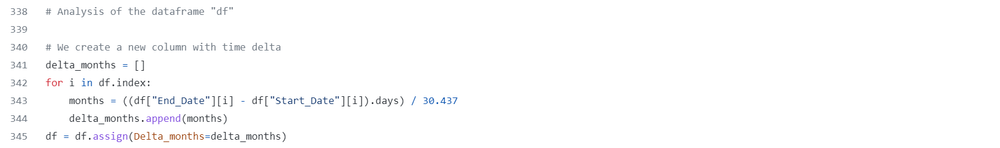 338 # Analysis of the dataframe "df"
339
340 # We create a new column with time delta
341 delta_months = []
342 for i in df.index:
343     months = ((df["End_Date"][i] - df["Start_Date"][i]).days) / 30.437
344     delta_months.append(months)
345 df = df.assign(Delta_months=delta_months)